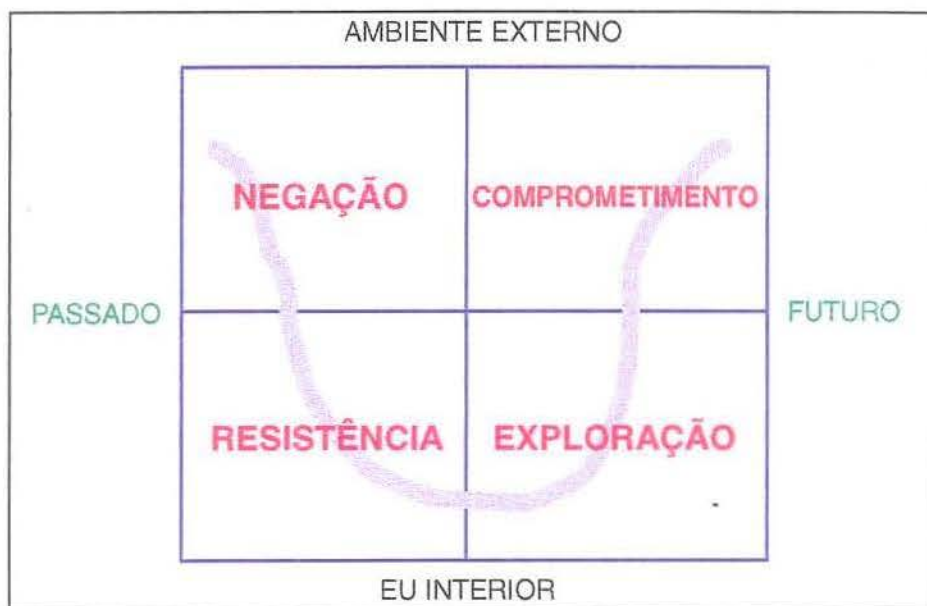 AMBIENTE EXTERNO
NEGAÇÃO
COMPROMETIMENTO
PASSADO
FUTURO
RESISTÊNCIA
EXPLORAÇÃO
EU INTERIOR